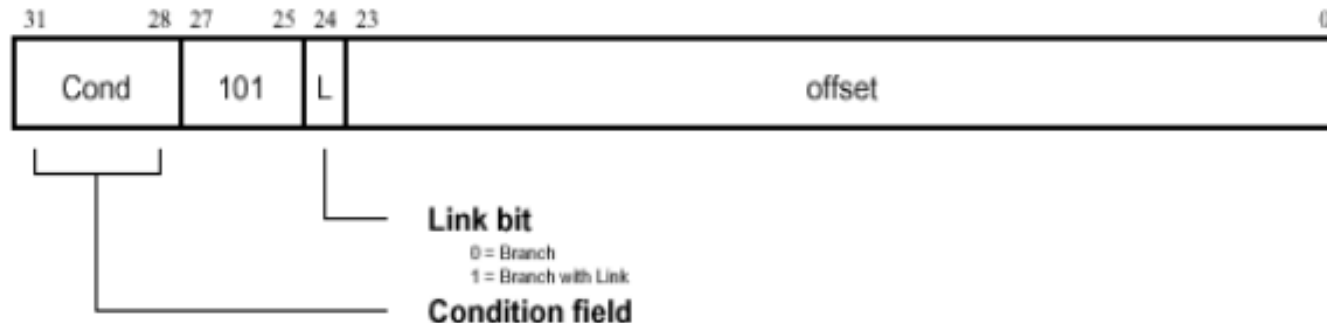 31 28 27 25 24 23 0
Cond 101 L offset
Link bit
0 = Branch
1 = Branch with Link
Condition field